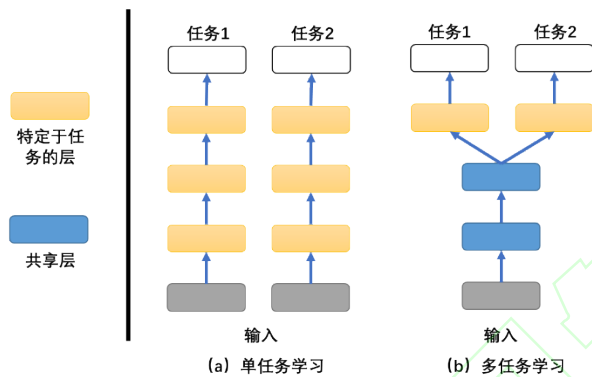 特定于任
务的层
共享层
任务1
任务2
输入
(a) 单任务学习
任务1
任务2
输入
(b) 多任务学习